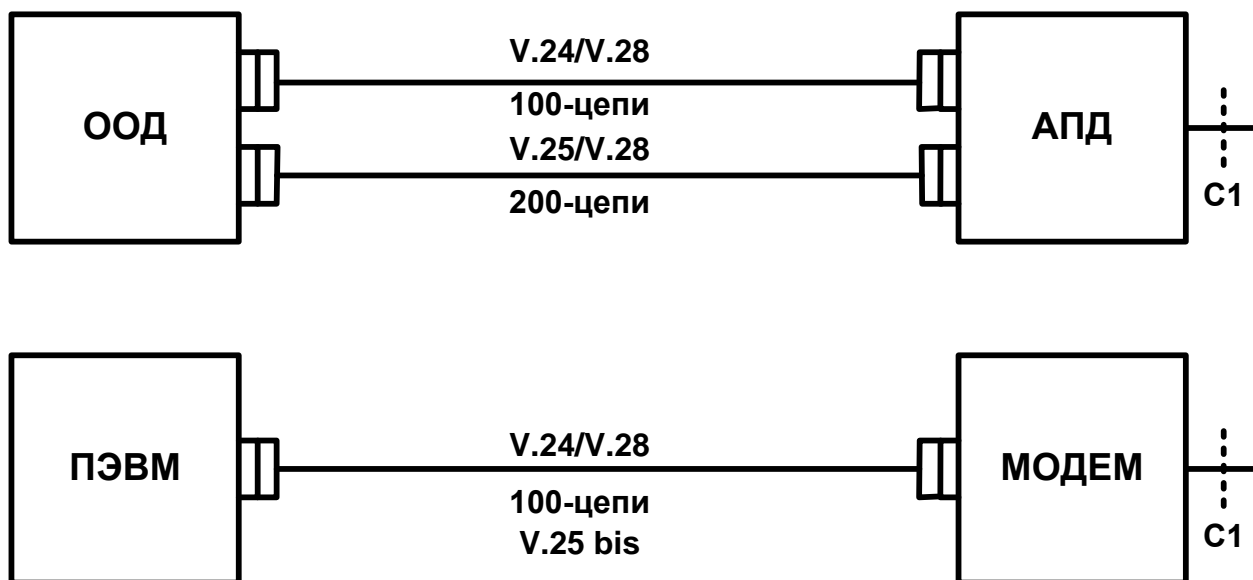 ООД
V.24/V.28
100-цепи
V.25/V.28
200-цепи
АПД
С1
ПЭВМ
V.24/V.28
100-цепи
V.25 bis
МОДЕМ
С1